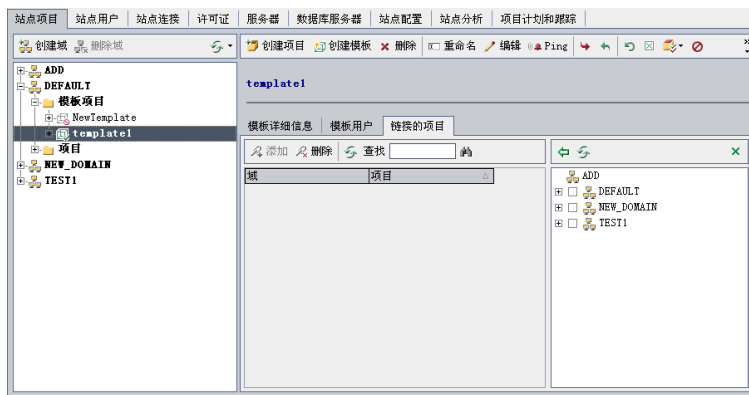 站点项目 站点用户 站点连接 许可证 服务器 数据库服务器 站点配置 站点分析 项目计划和跟踪
创建域 删除域 创建项目 创建模板 删除 重命名 编辑 Ping
ADD
DEFAULT
模板项目
NewTemplate
template1
项目
NEW_DOMAIN
TEST1
template1
模板详细信息 模板用户 链接的项目
添加 删除 查找
域 项目
ADD
DEFAULT
NEW_DOMAIN
TEST1